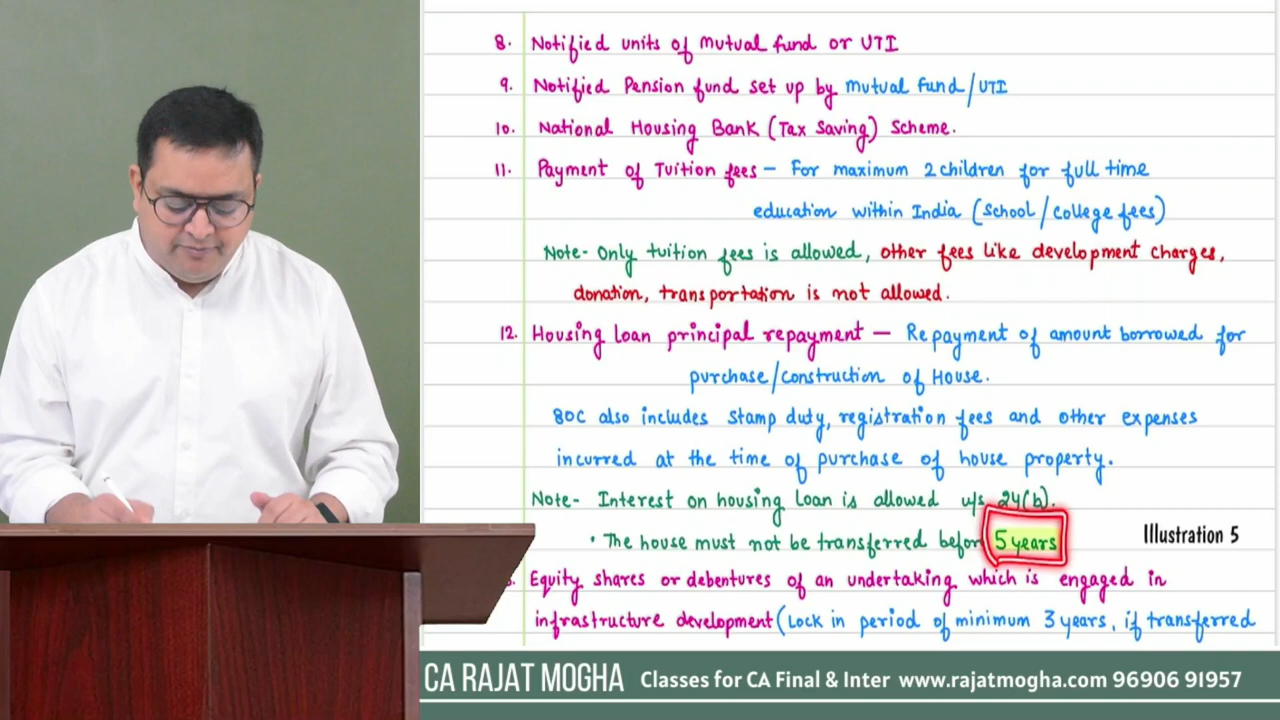 8. Notified units of mutual fund or UTI
9. Notified Pension fund set up by mutual fund/UTI
10. National Housing Bank (Tax Saving) Scheme.
11. Payment of Tuition fees – For maximum 2 children for full time
education within India (School/College fees)
Note- Only tuition fees is allowed, other fees like development charges,
donation, transportation is not allowed.
12. Housing loan principal repayment – Repayment of amount borrowed for
purchase/construction of House.
80C also includes stamp duty, registration fees and other expenses
incurred at the time of purchase of house property.
Note- Interest on housing loan is allowed u/s 24(b).
• The house must not be transferred befor 5 years
Illustration 5
Equity shares or debentures of an undertaking which is engaged in
infrastructure development (Lock in period of minimum 3 years, if transferred
CA RAJAT MOGHA Classes for CA Final & Inter www.rajatmogha.com 96906 91957